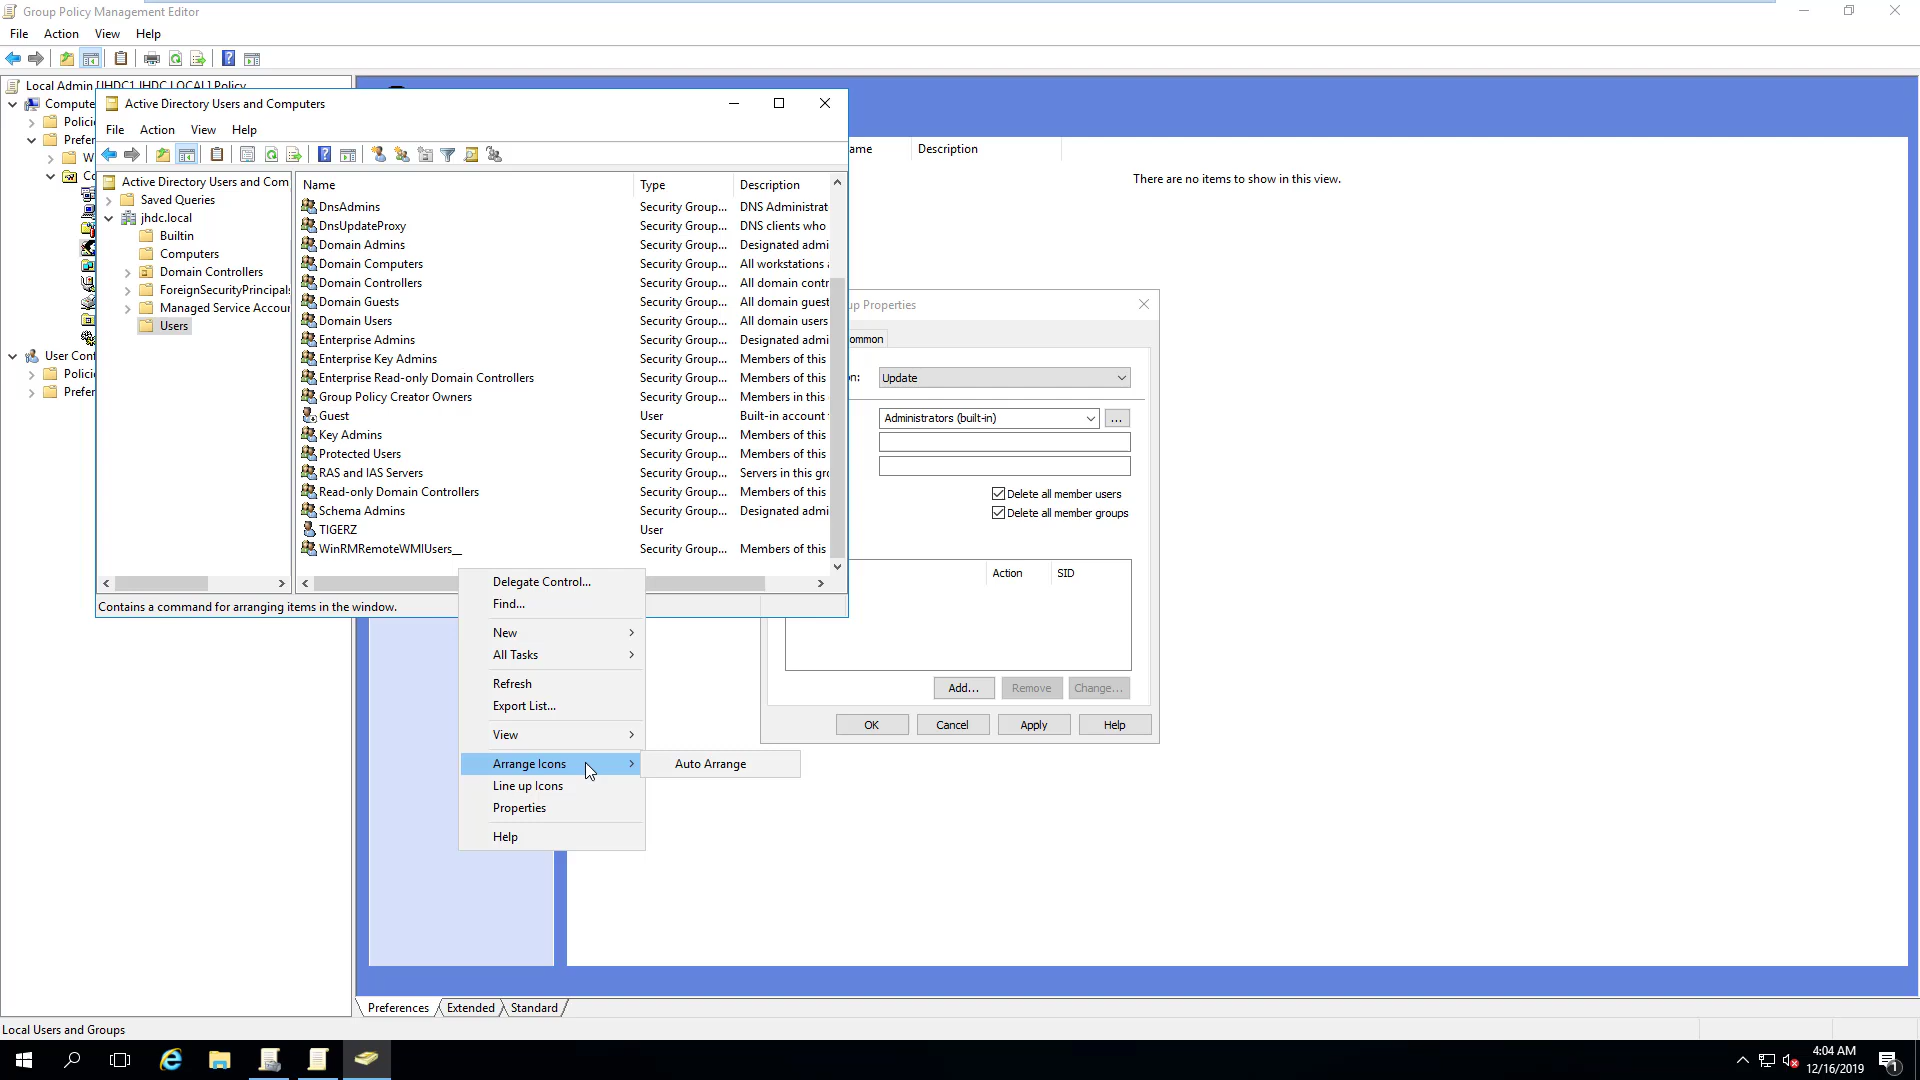 Group Policy Management Editor
File Action View Help
Local Admin [JHDC1.JHDC.LOCAL] Policy
Compute
Polici
Prefer
W
Co
User Conf
Polici
Prefer
Active Directory Users and Computers
File Action View Help
Active Directory Users and Com
Saved Queries
jhdc.local
Builtin
Computers
Domain Controllers
ForeignSecurityPrincipals
Managed Service Accour
Users
Name Type Description
DnsAdmins Security Group... DNS Administrat
DnsUpdateProxy Security Group... DNS clients who
Domain Admins Security Group... Designated admi
Domain Computers Security Group... All workstations a
Domain Controllers Security Group... All domain contr
Domain Guests Security Group... All domain guest
Domain Users Security Group... All domain users
Enterprise Admins Security Group... Designated admi
Enterprise Key Admins Security Group... Members of this
Enterprise Read-only Domain Controllers Security Group... Members of this
Group Policy Creator Owners Security Group... Members in this
Guest User Built-in account
Key Admins Security Group... Members of this
Protected Users Security Group... Members of this
RAS and IAS Servers Security Group... Servers in this gro
Read-only Domain Controllers Security Group... Members of this
Schema Admins Security Group... Designated admi
TIGERZ User
WinRMRemoteWMIUsers__ Security Group... Members of this
Contains a command for arranging items in the window.
Delegate Control...
Find...
New
All Tasks
Refresh
Export List...
View
Arrange Icons
Auto Arrange
Line up Icons
Properties
Help
ame Description
There are no items to show in this view.
up Properties
ommon
on: Update
Administrators (built-in) ...
Delete all member users
Delete all member groups
Action SID
Add... Remove Change...
OK Cancel Apply Help
Preferences Extended Standard
Local Users and Groups
4:04 AM
12/16/2019
1